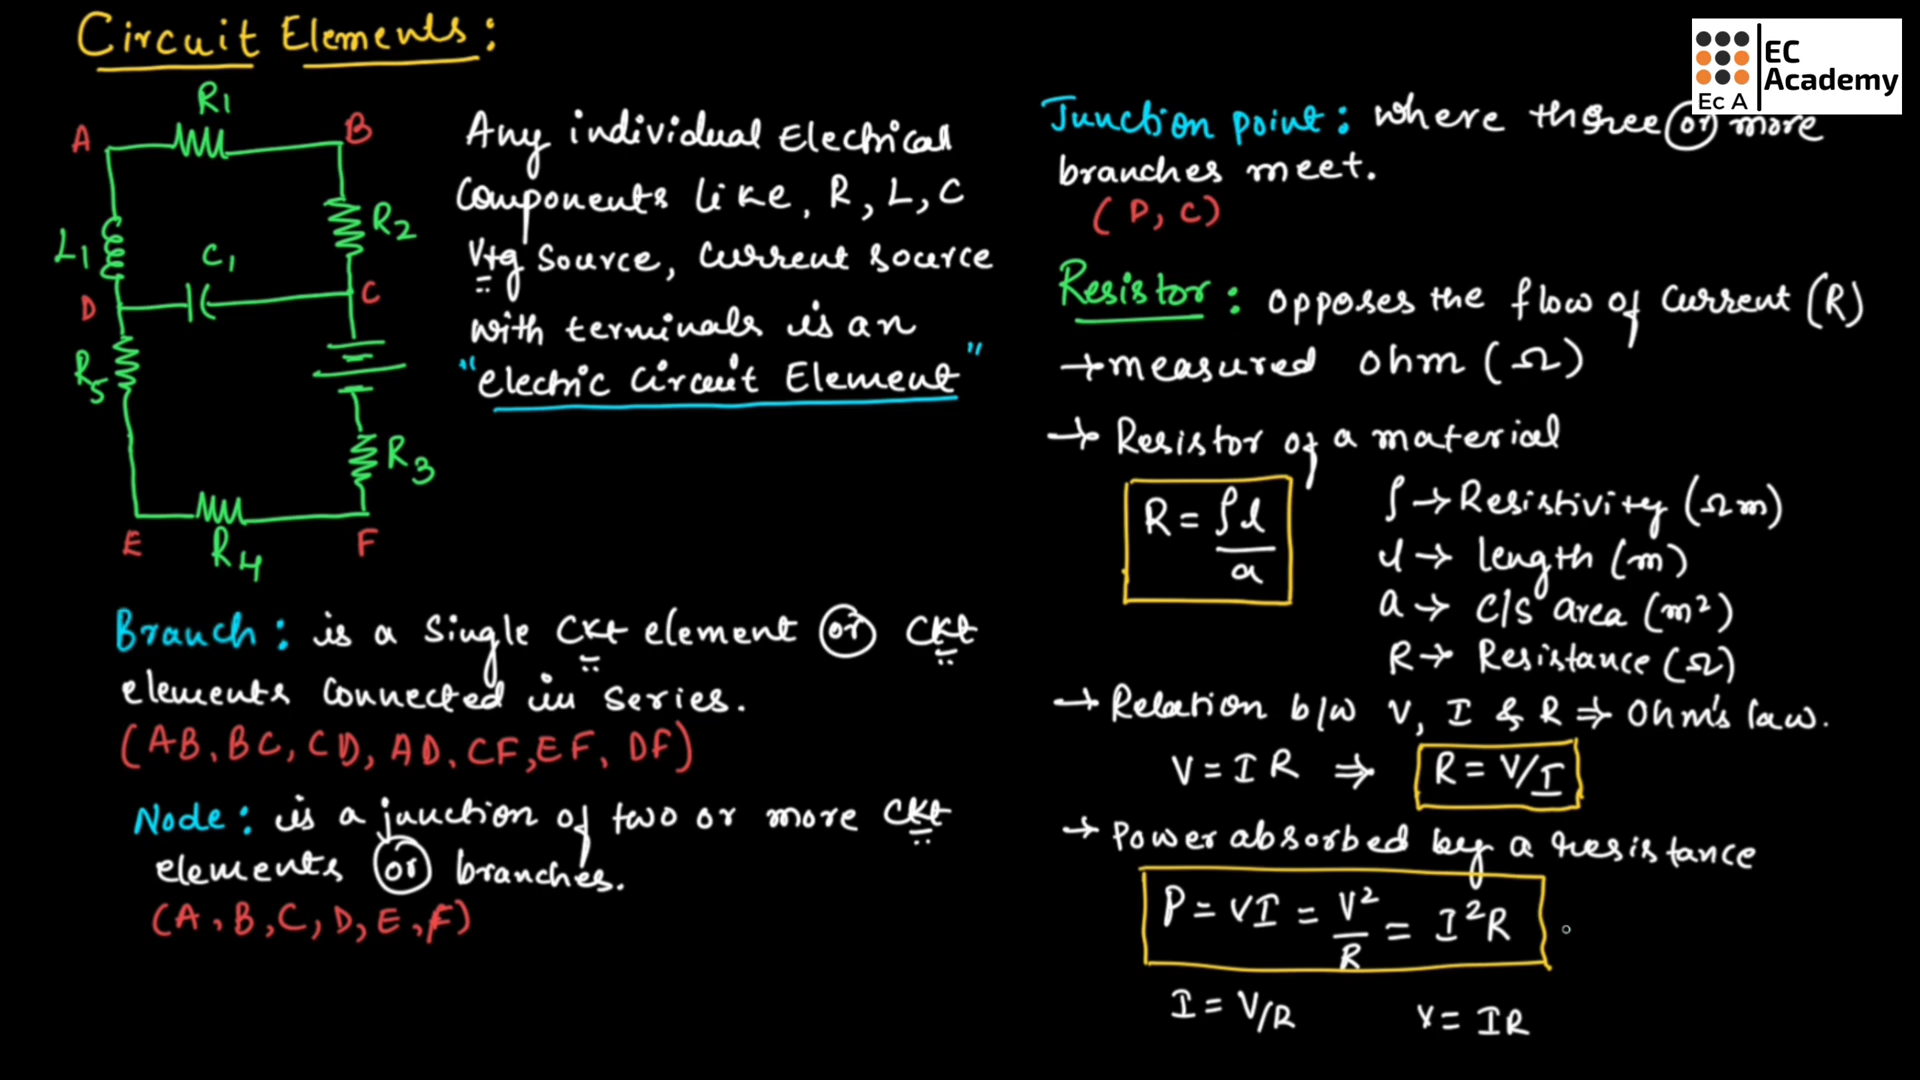 Circuit Elements:
R1
A
B
L1
R2
C1
D
C
R5
R3
E
R4
F
Any individual Electrical
Components like, R, L, C
Vtg Source, Current source
with terminals is an
"electric Circuit Element"
Branch: is a Single Ckt element or Ckt
elements Connected in Series.
(AB, BC, CD, AD, CF, EF, DF)
Node: is a junction of two or more Ckt
elements or branches.
(A, B, C, D, E, F)
EC
Academy
Ec A
Junction point: where three or more
branches meet.
(D, C)
Resistor: opposes the flow of Current (R)
→ measured ohm (Ω)
→ Resistor of a material
R = ρl/a
ρ → Resistivity (Ωm)
l → length (m)
a → C/S area (m²)
R → Resistance (Ω)
→ Relation b/w V, I & R ⇒ Ohm's law.
V = I R ⇒ R = V/I
→ Power absorbed by a resistance
P = VI = V²/R = I²R
I = V/R V = IR